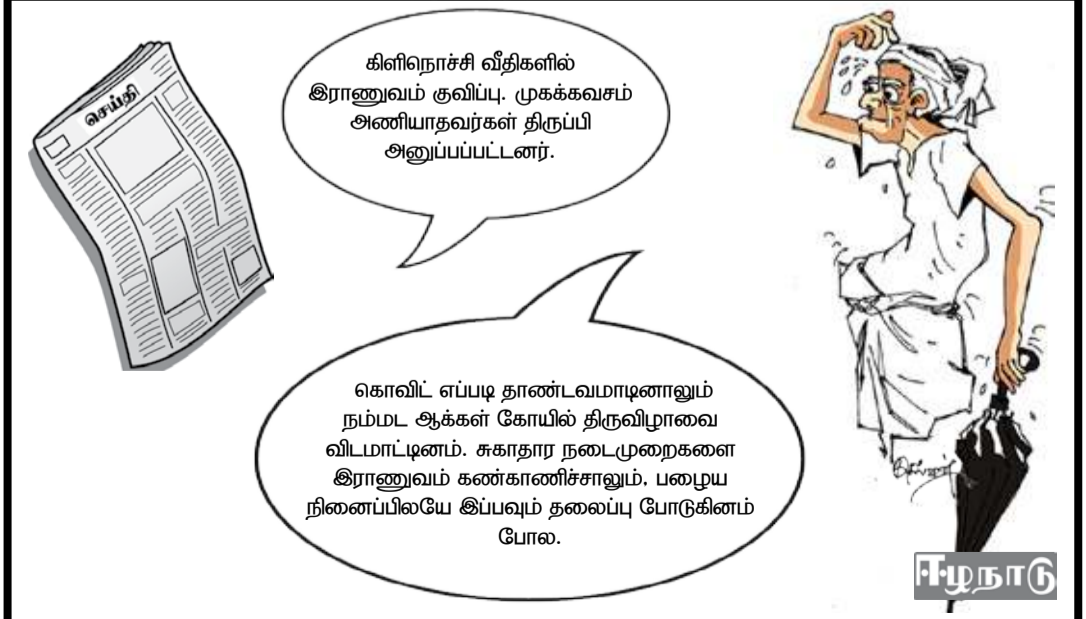 செய்தி
கிளிநொச்சி வீதிகளில்
இராணுவம் குவிப்பு. முகக்கவசம்
அணியாதவர்கள் திருப்பி
அனுப்பப்பட்டனர்.
கொவிட் எப்படி தாண்டவமாடினாலும்
நம்மட ஆக்கள் கோயில் திருவிழாவை
விடமாட்டினம். சுகாதார நடைமுறைகளை
இராணுவம் கண்காணிச்சாலும், பழைய
நினைப்பிலயே இப்பவும் தலைப்பு போடுகினம்
போல.
ஈழநாடு